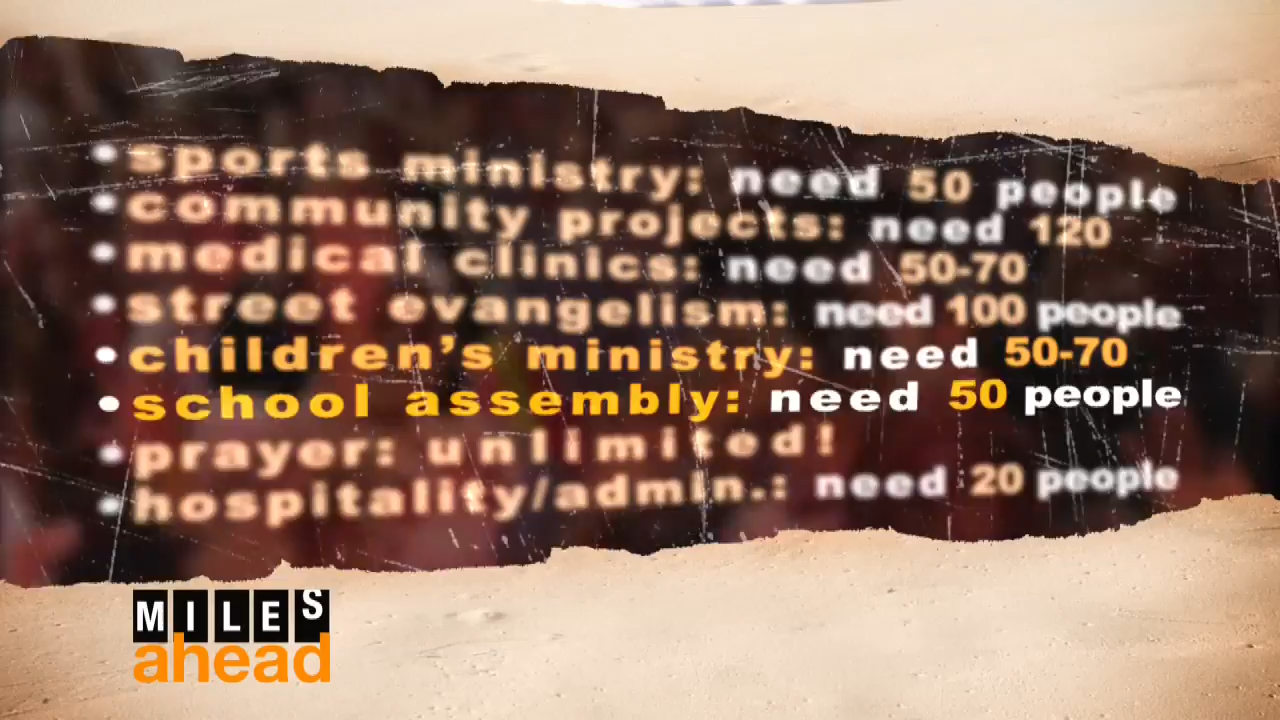 •sports ministry: need 50 people
•community projects: need 120
•medical clinics: need 50-70
•street evangelism: need 100 people
•children's ministry: need 50-70
•school assembly: need 50 people
•prayer: unlimited!
•hospitality/admin.: need 20 people
MILES
ahead